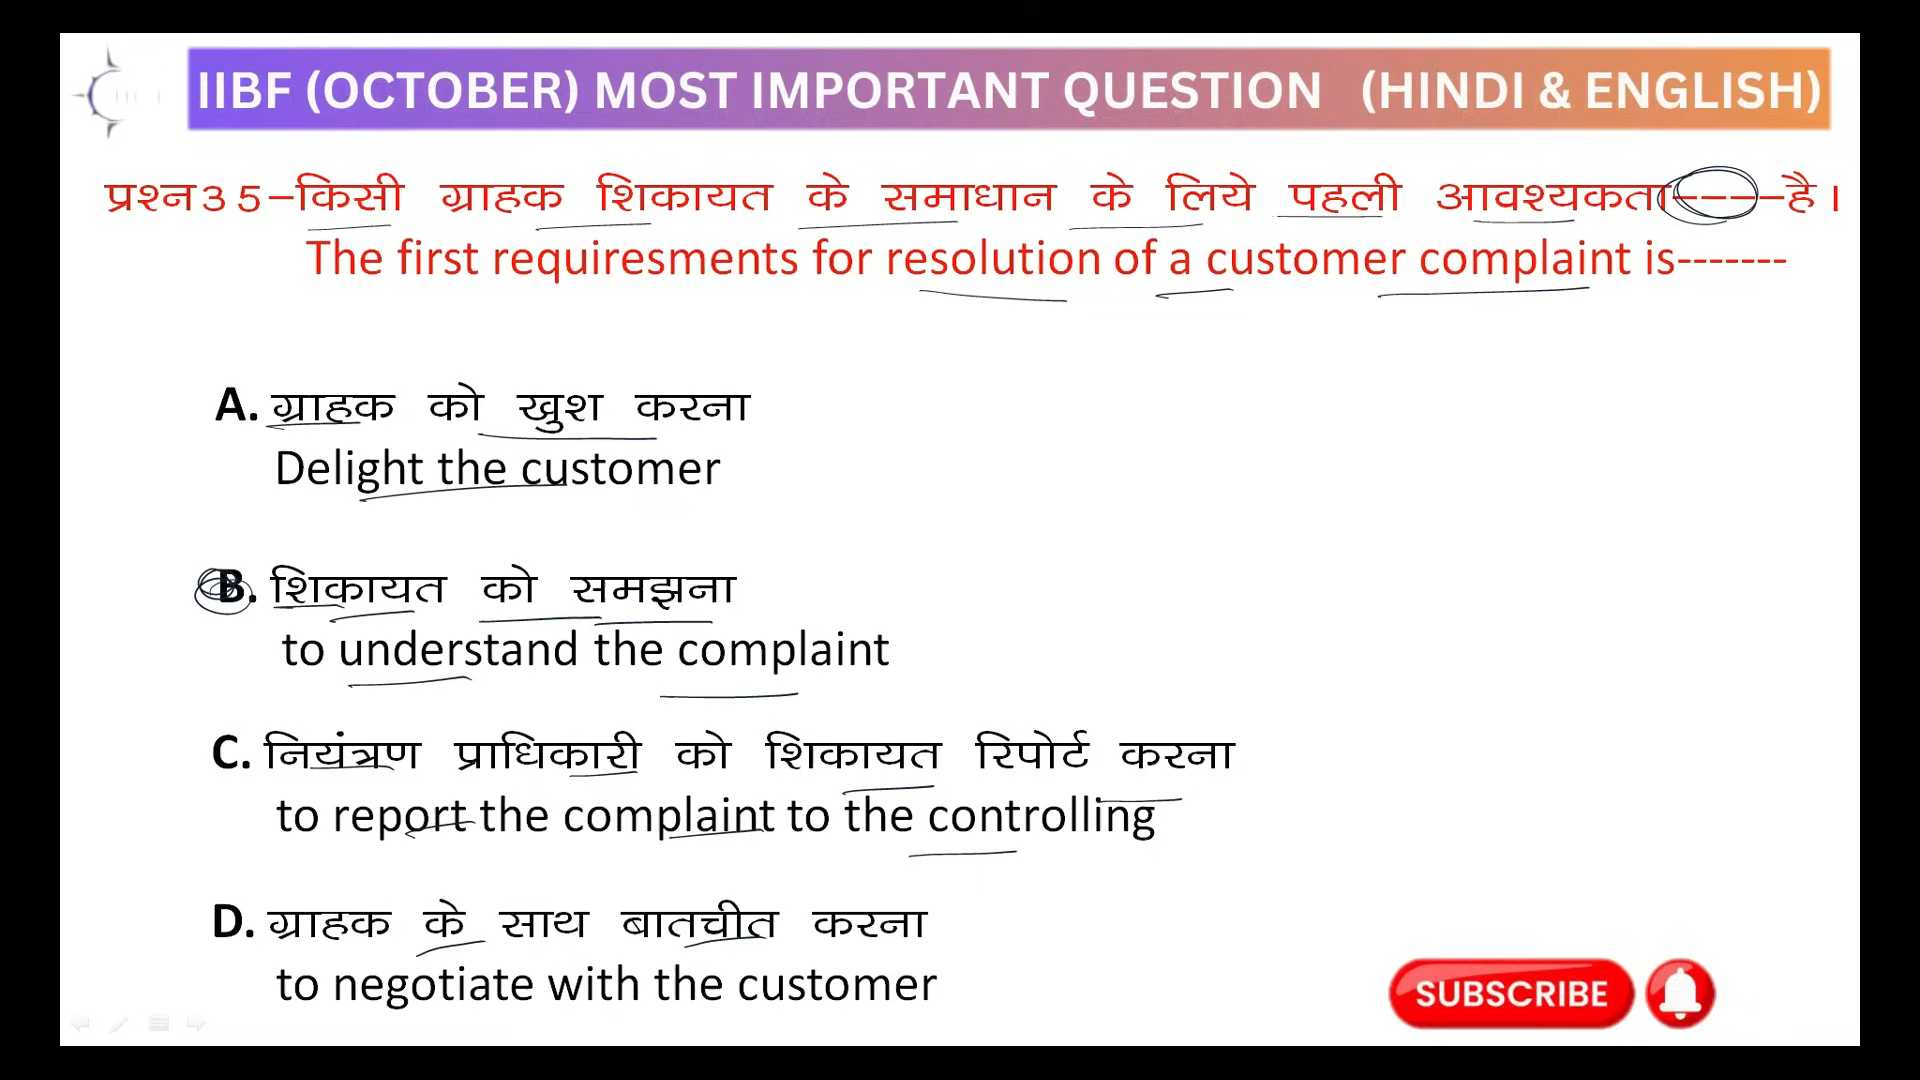 IIBF (OCTOBER) MOST IMPORTANT QUESTION (HINDI & ENGLISH)
प्रश्न35–किसी ग्राहक शिकायत के समाधान के लिये पहली आवश्यकता-----है।
The first requiresments for resolution of a customer complaint is-------
A. ग्राहक को खुश करना
Delight the customer
B. शिकायत को समझना
to understand the complaint
C. नियंत्रण प्राधिकारी को शिकायत रिपोर्ट करना
to report the complaint to the controlling
D. ग्राहक के साथ बातचीत करना
to negotiate with the customer
SUBSCRIBE